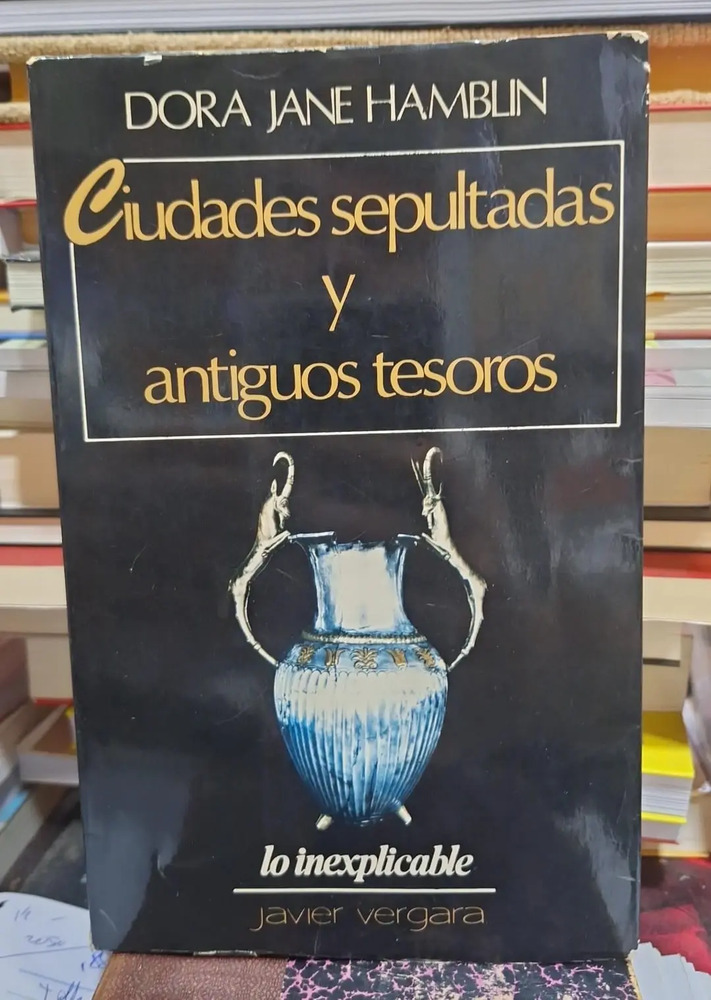 DORA JANE HAMBLIN
Ciudades sepultadas
y
antiguos tesoros
lo inexplicable
javier vergara